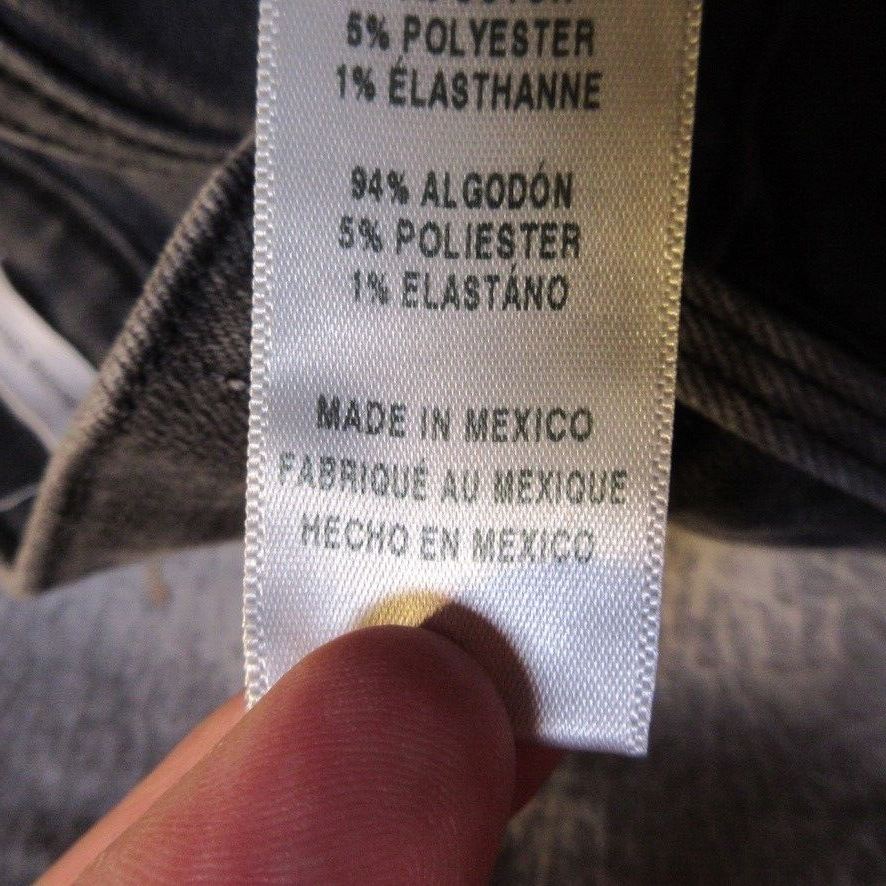 5% POLYESTER
1% ÉLASTHANNE
94% ALGODÓN
5% POLIESTER
1% ELASTÁNO
MADE IN MEXICO
FABRIQUÉ AU MEXIQUE
HECHO EN MEXICO